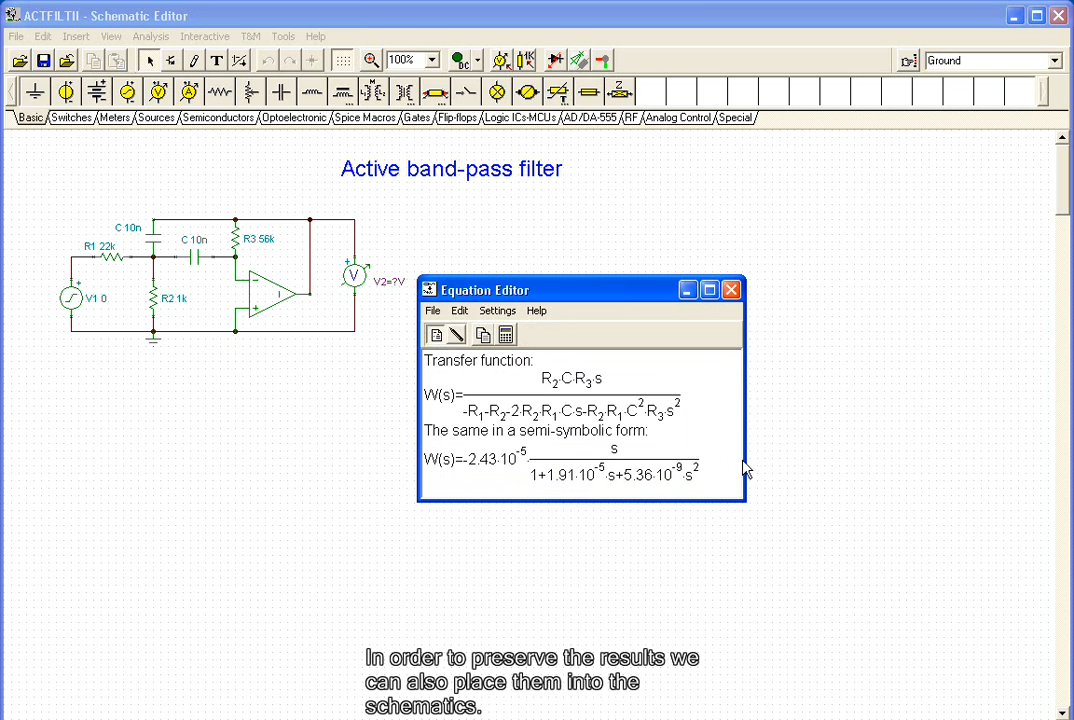 ACTFILTII - Schematic Editor
File Edit Insert View Analysis Interactive T&M Tools Help
100% DC 1K Ground
Basic Switches Meters Sources Semiconductors Optoelectronic Spice Macros Gates Flip-flops Logic ICs-MCUs AD/DA-555 RF Analog Control Special
Active band-pass filter
C 10n
R1 22k
C 10n
R3 56k
V1 0
R2 1k
I
V
V2=?V
Equation Editor
File Edit Settings Help
Transfer function:
W(s)= R₂·C·R₃·s / -R₁-R₂-2·R₂·R₁·C·s-R₂·R₁·C²·R₃·s²
The same in a semi-symbolic form:
W(s)=-2.43·10⁻⁵· s / 1+1.91·10⁻⁵·s+5.36·10⁻⁹·s²
In order to preserve the results we
can also place them into the
schematics.